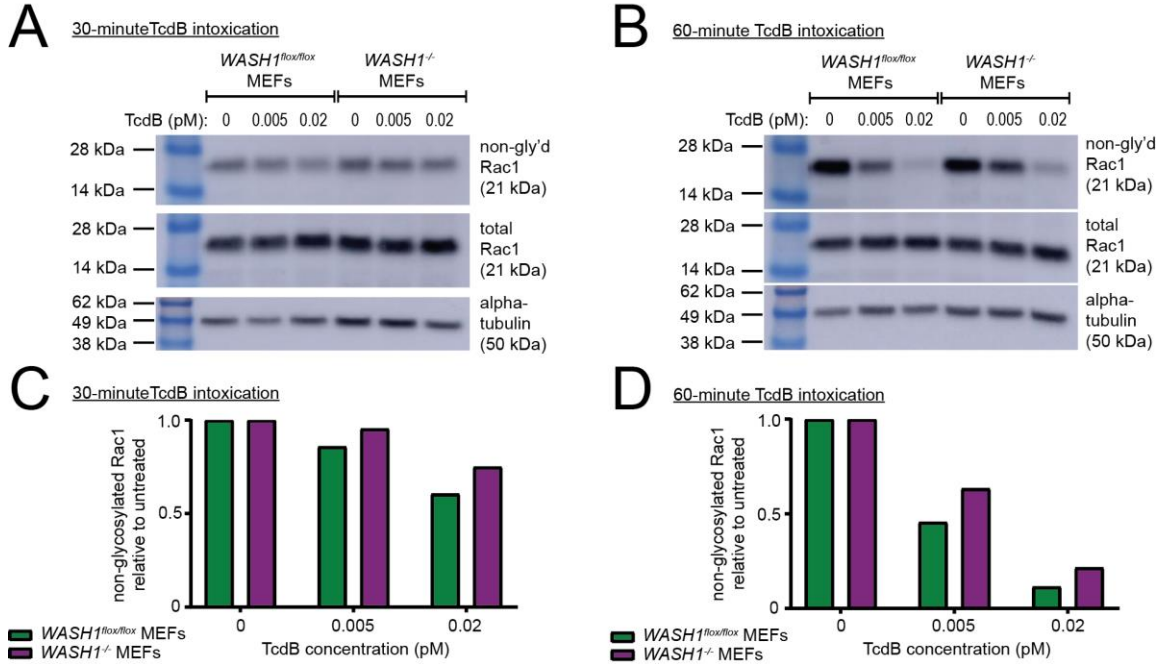 A
30-minuteTcdB intoxication
WASH1flox/flox
MEFs
WASH1-/-
MEFs
TcdB (pM): 0 0.005 0.02 0 0.005 0.02
28 kDa
14 kDa
non-gly'd
Rac1
(21 kDa)
28 kDa
14 kDa
total
Rac1
(21 kDa)
62 kDa
49 kDa
38 kDa
alpha-
tubulin
(50 kDa)
B
60-minute TcdB intoxication
WASH1flox/flox
MEFs
WASH1-/-
MEFs
TcdB (pM): 0 0.005 0.02 0 0.005 0.02
28 kDa
14 kDa
non-gly'd
Rac1
(21 kDa)
28 kDa
14 kDa
total
Rac1
(21 kDa)
62 kDa
49 kDa
38 kDa
alpha-
tubulin
(50 kDa)
C
30-minuteTcdB intoxication
non-glycosylated Rac1
relative to untreated
1.0
0.5
0
0 0.005 0.02
TcdB concentration (pM)
WASH1flox/flox MEFs
WASH1-/- MEFs
D
60-minute TcdB intoxication
non-glycosylated Rac1
relative to untreated
1.0
0.5
0
0 0.005 0.02
TcdB concentration (pM)
WASH1flox/flox MEFs
WASH1-/- MEFs